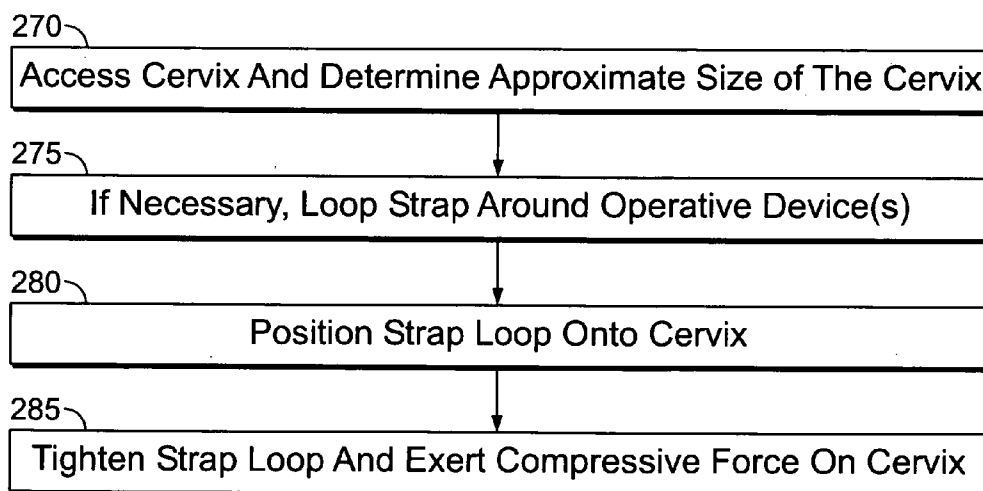 270
Access Cervix And Determine Approximate Size of The Cervix
275
If Necessary, Loop Strap Around Operative Device(s)
280
Position Strap Loop Onto Cervix
285
Tighten Strap Loop And Exert Compressive Force On Cervix